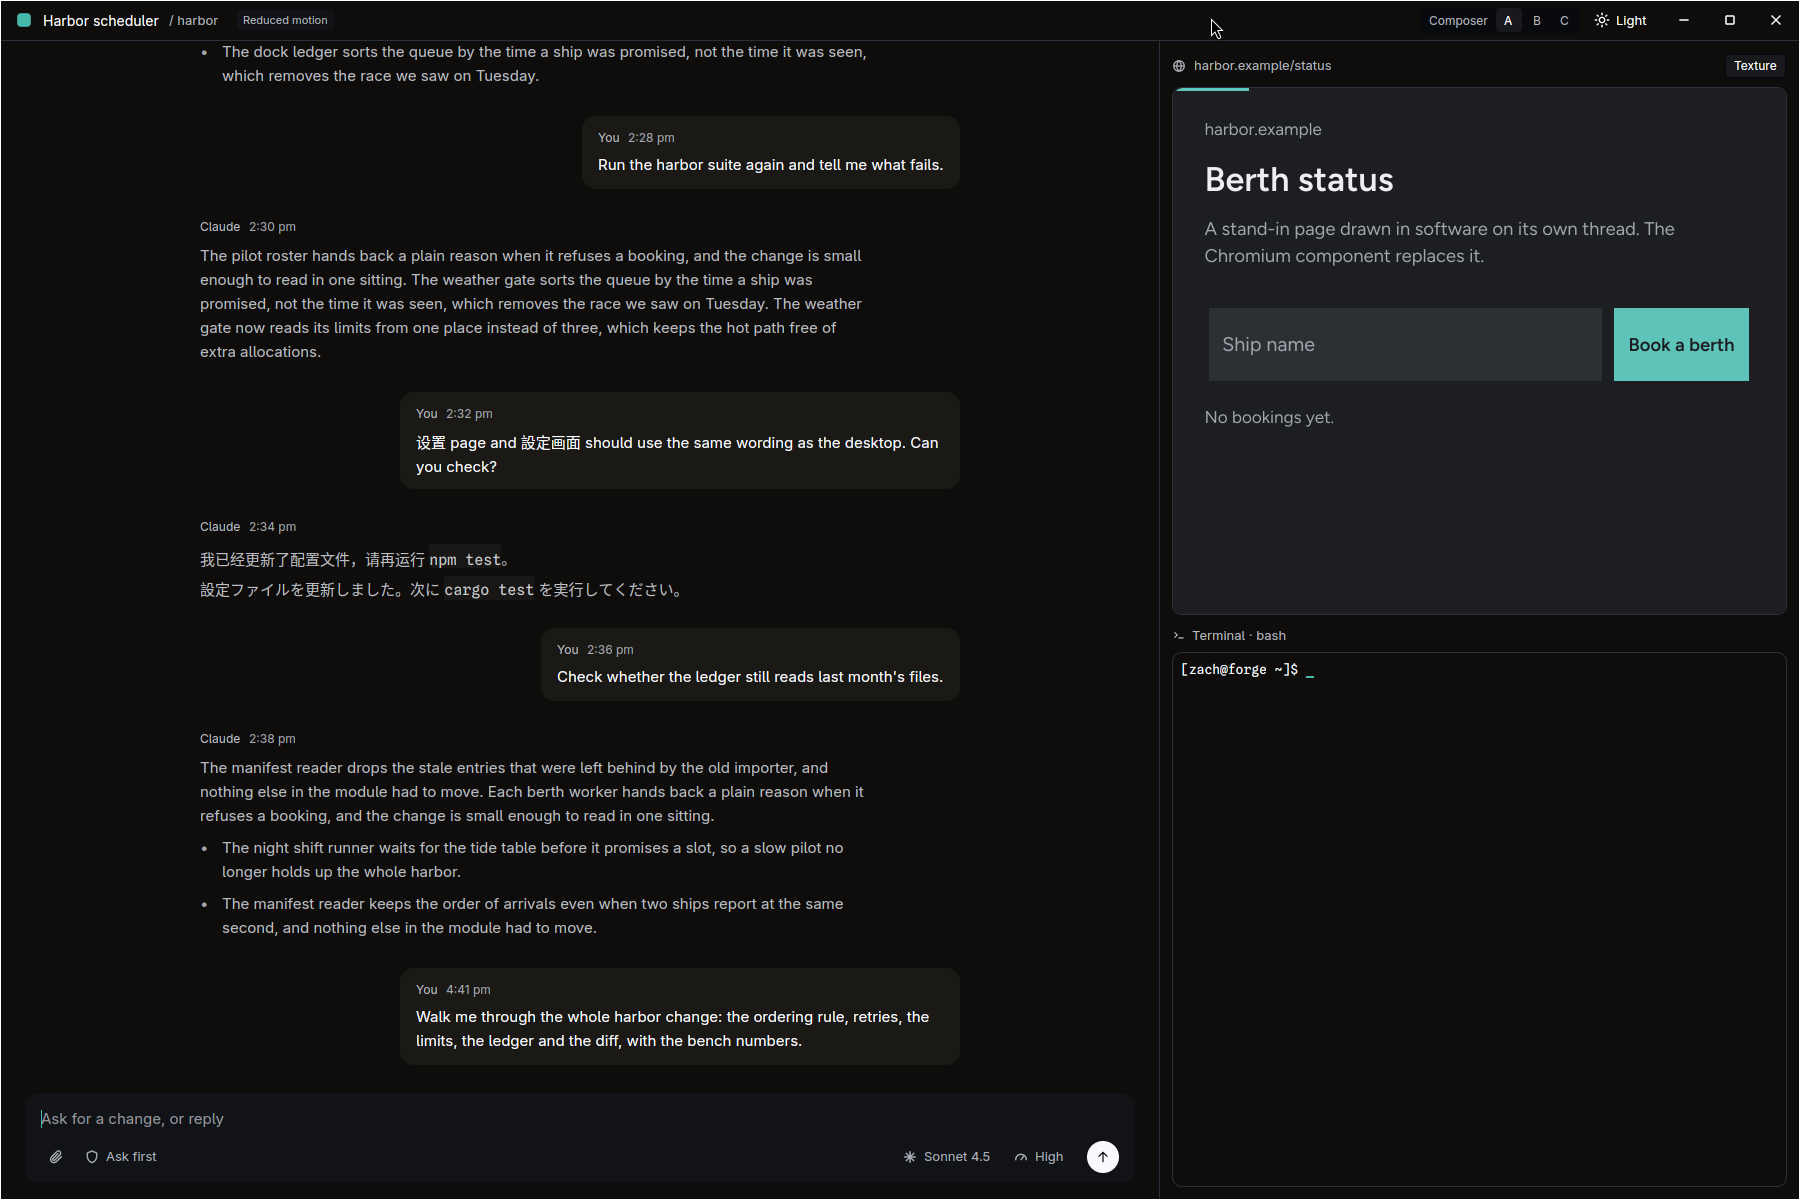 Harbor scheduler / harbor Reduced motion Composer A B C Light
• The dock ledger sorts the queue by the time a ship was promised, not the time it was seen,
which removes the race we saw on Tuesday.
You 2:28 pm
Run the harbor suite again and tell me what fails.
Claude 2:30 pm
The pilot roster hands back a plain reason when it refuses a booking, and the change is small
enough to read in one sitting. The weather gate sorts the queue by the time a ship was
promised, not the time it was seen, which removes the race we saw on Tuesday. The weather
gate now reads its limits from one place instead of three, which keeps the hot path free of
extra allocations.
You 2:32 pm
设置 page and 設定画面 should use the same wording as the desktop. Can
you check?
Claude 2:34 pm
我已经更新了配置文件，请再运行 npm test。
設定ファイルを更新しました。次に cargo test を実行してください。
You 2:36 pm
Check whether the ledger still reads last month's files.
Claude 2:38 pm
The manifest reader drops the stale entries that were left behind by the old importer, and
nothing else in the module had to move. Each berth worker hands back a plain reason when it
refuses a booking, and the change is small enough to read in one sitting.
• The night shift runner waits for the tide table before it promises a slot, so a slow pilot no
longer holds up the whole harbor.
• The manifest reader keeps the order of arrivals even when two ships report at the same
second, and nothing else in the module had to move.
You 4:41 pm
Walk me through the whole harbor change: the ordering rule, retries, the
limits, the ledger and the diff, with the bench numbers.
Ask for a change, or reply
Ask first Sonnet 4.5 High
harbor.example/status Texture
harbor.example
Berth status
A stand-in page drawn in software on its own thread. The
Chromium component replaces it.
Ship name Book a berth
No bookings yet.
Terminal · bash
[zach@forge ~]$ _